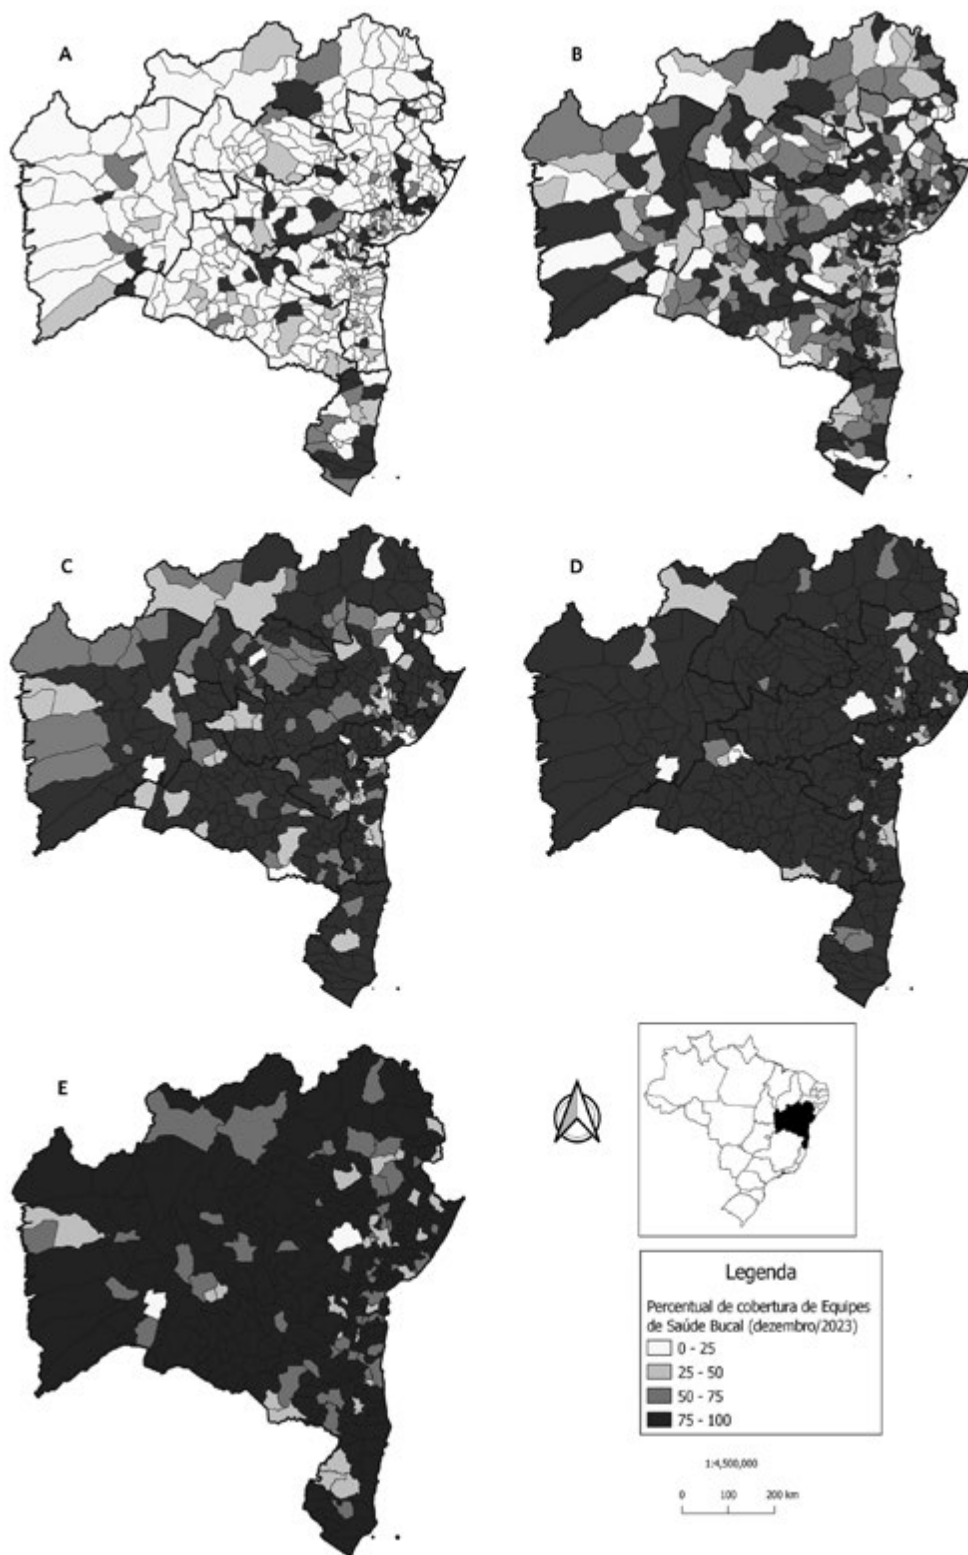 A
B
C
D
E
Legenda
Percentual de cobertura de Equipes
de Saúde Bucal (dezembro/2023)
0 - 25
25 - 50
50 - 75
75 - 100
1:4,500,000
0 100 200 km